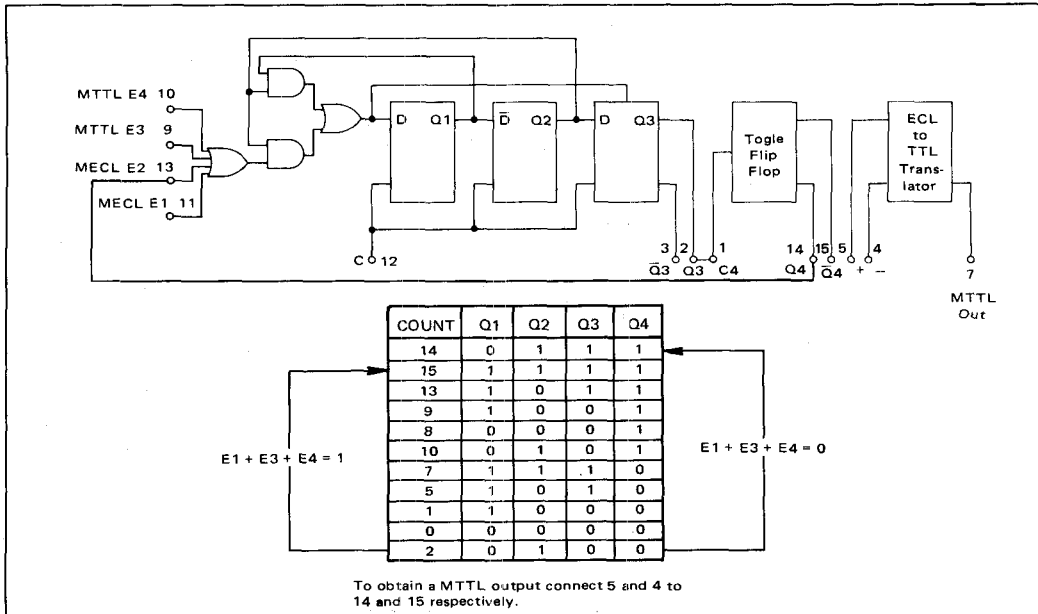 MTTL E4 10
MTTL E3 9
MECL E2 13
MECL E1 11
D Q1
D̅ Q2
D Q3
C 12
Togle
Flip
Flop
ECL
to
TTL
Trans-
lator
3 2 1 14 15 5 4 7
Q̅3 Q3 C4 Q4 Q̅4 + −
MTTL
Out
COUNT Q1 Q2 Q3 Q4
14 0 1 1 1
15 1 1 1 1
13 1 0 1 1
9 1 0 0 1
8 0 0 0 1
10 0 1 0 1
7 1 1 1 0
5 1 0 1 0
1 1 0 0 0
0 0 0 0 0
2 0 1 0 0
E1 + E3 + E4 = 1
E1 + E3 + E4 = 0
To obtain a MTTL output connect 5 and 4 to
14 and 15 respectively.